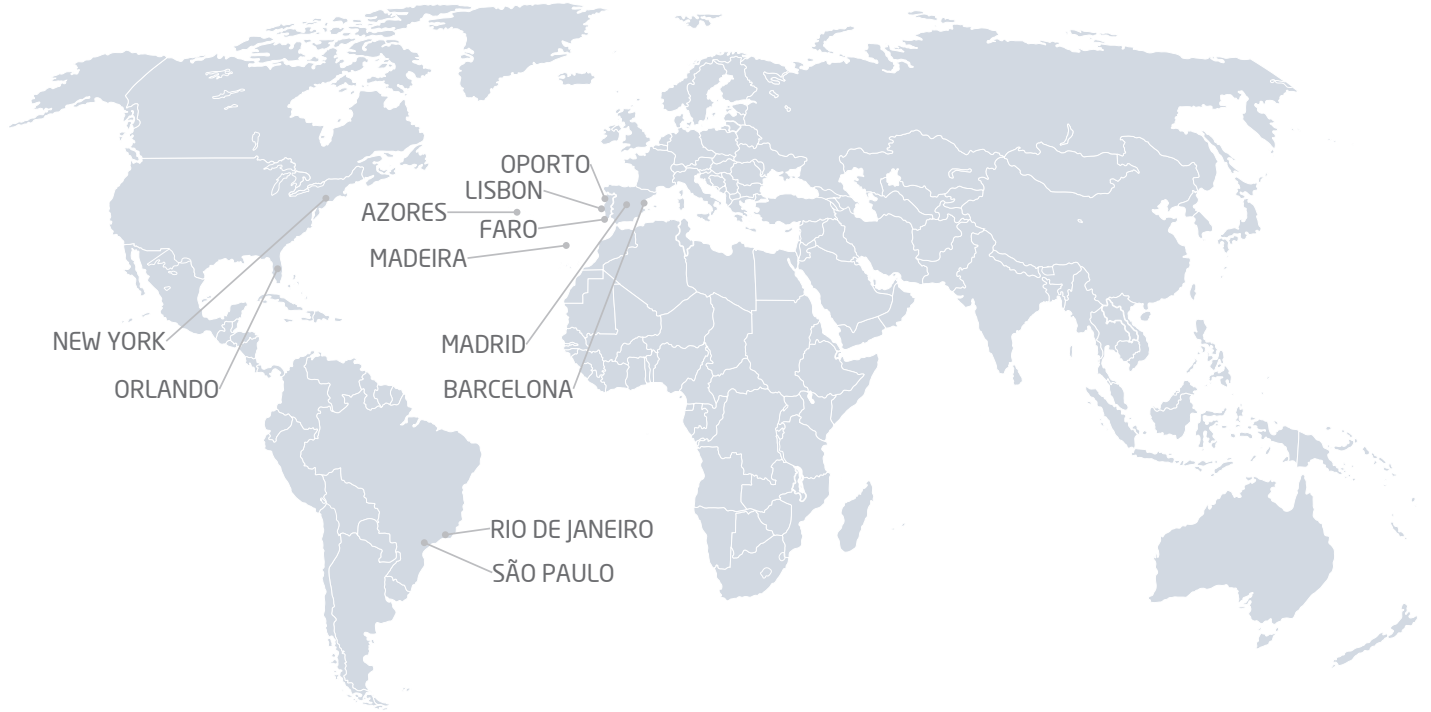 OPORTO
LISBON
AZORES
FARO
MADEIRA
NEW YORK
MADRID
ORLANDO
BARCELONA
RIO DE JANEIRO
SÃO PAULO